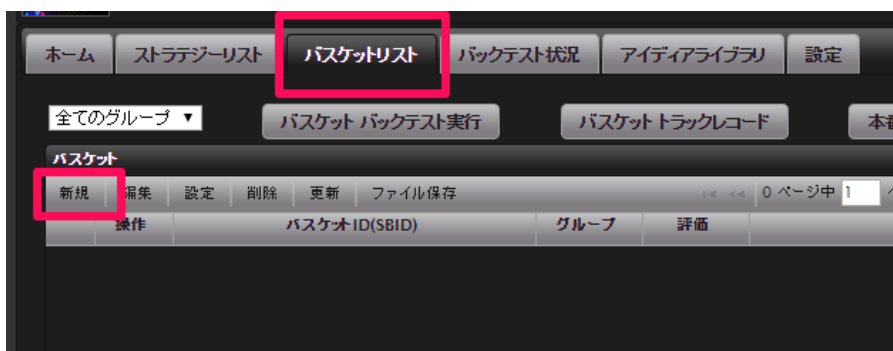 ホーム ストラテジーリスト バスケットリスト バックテスト状況 アイディアライブラリ 設定
全てのグループ ▼ バスケット バックテスト実行 バスケット トラックレコード
バスケット
新規 編集 設定 削除 更新 ファイル保存 0 ページ中 1
操作 バスケットID(SBID) グループ 評価